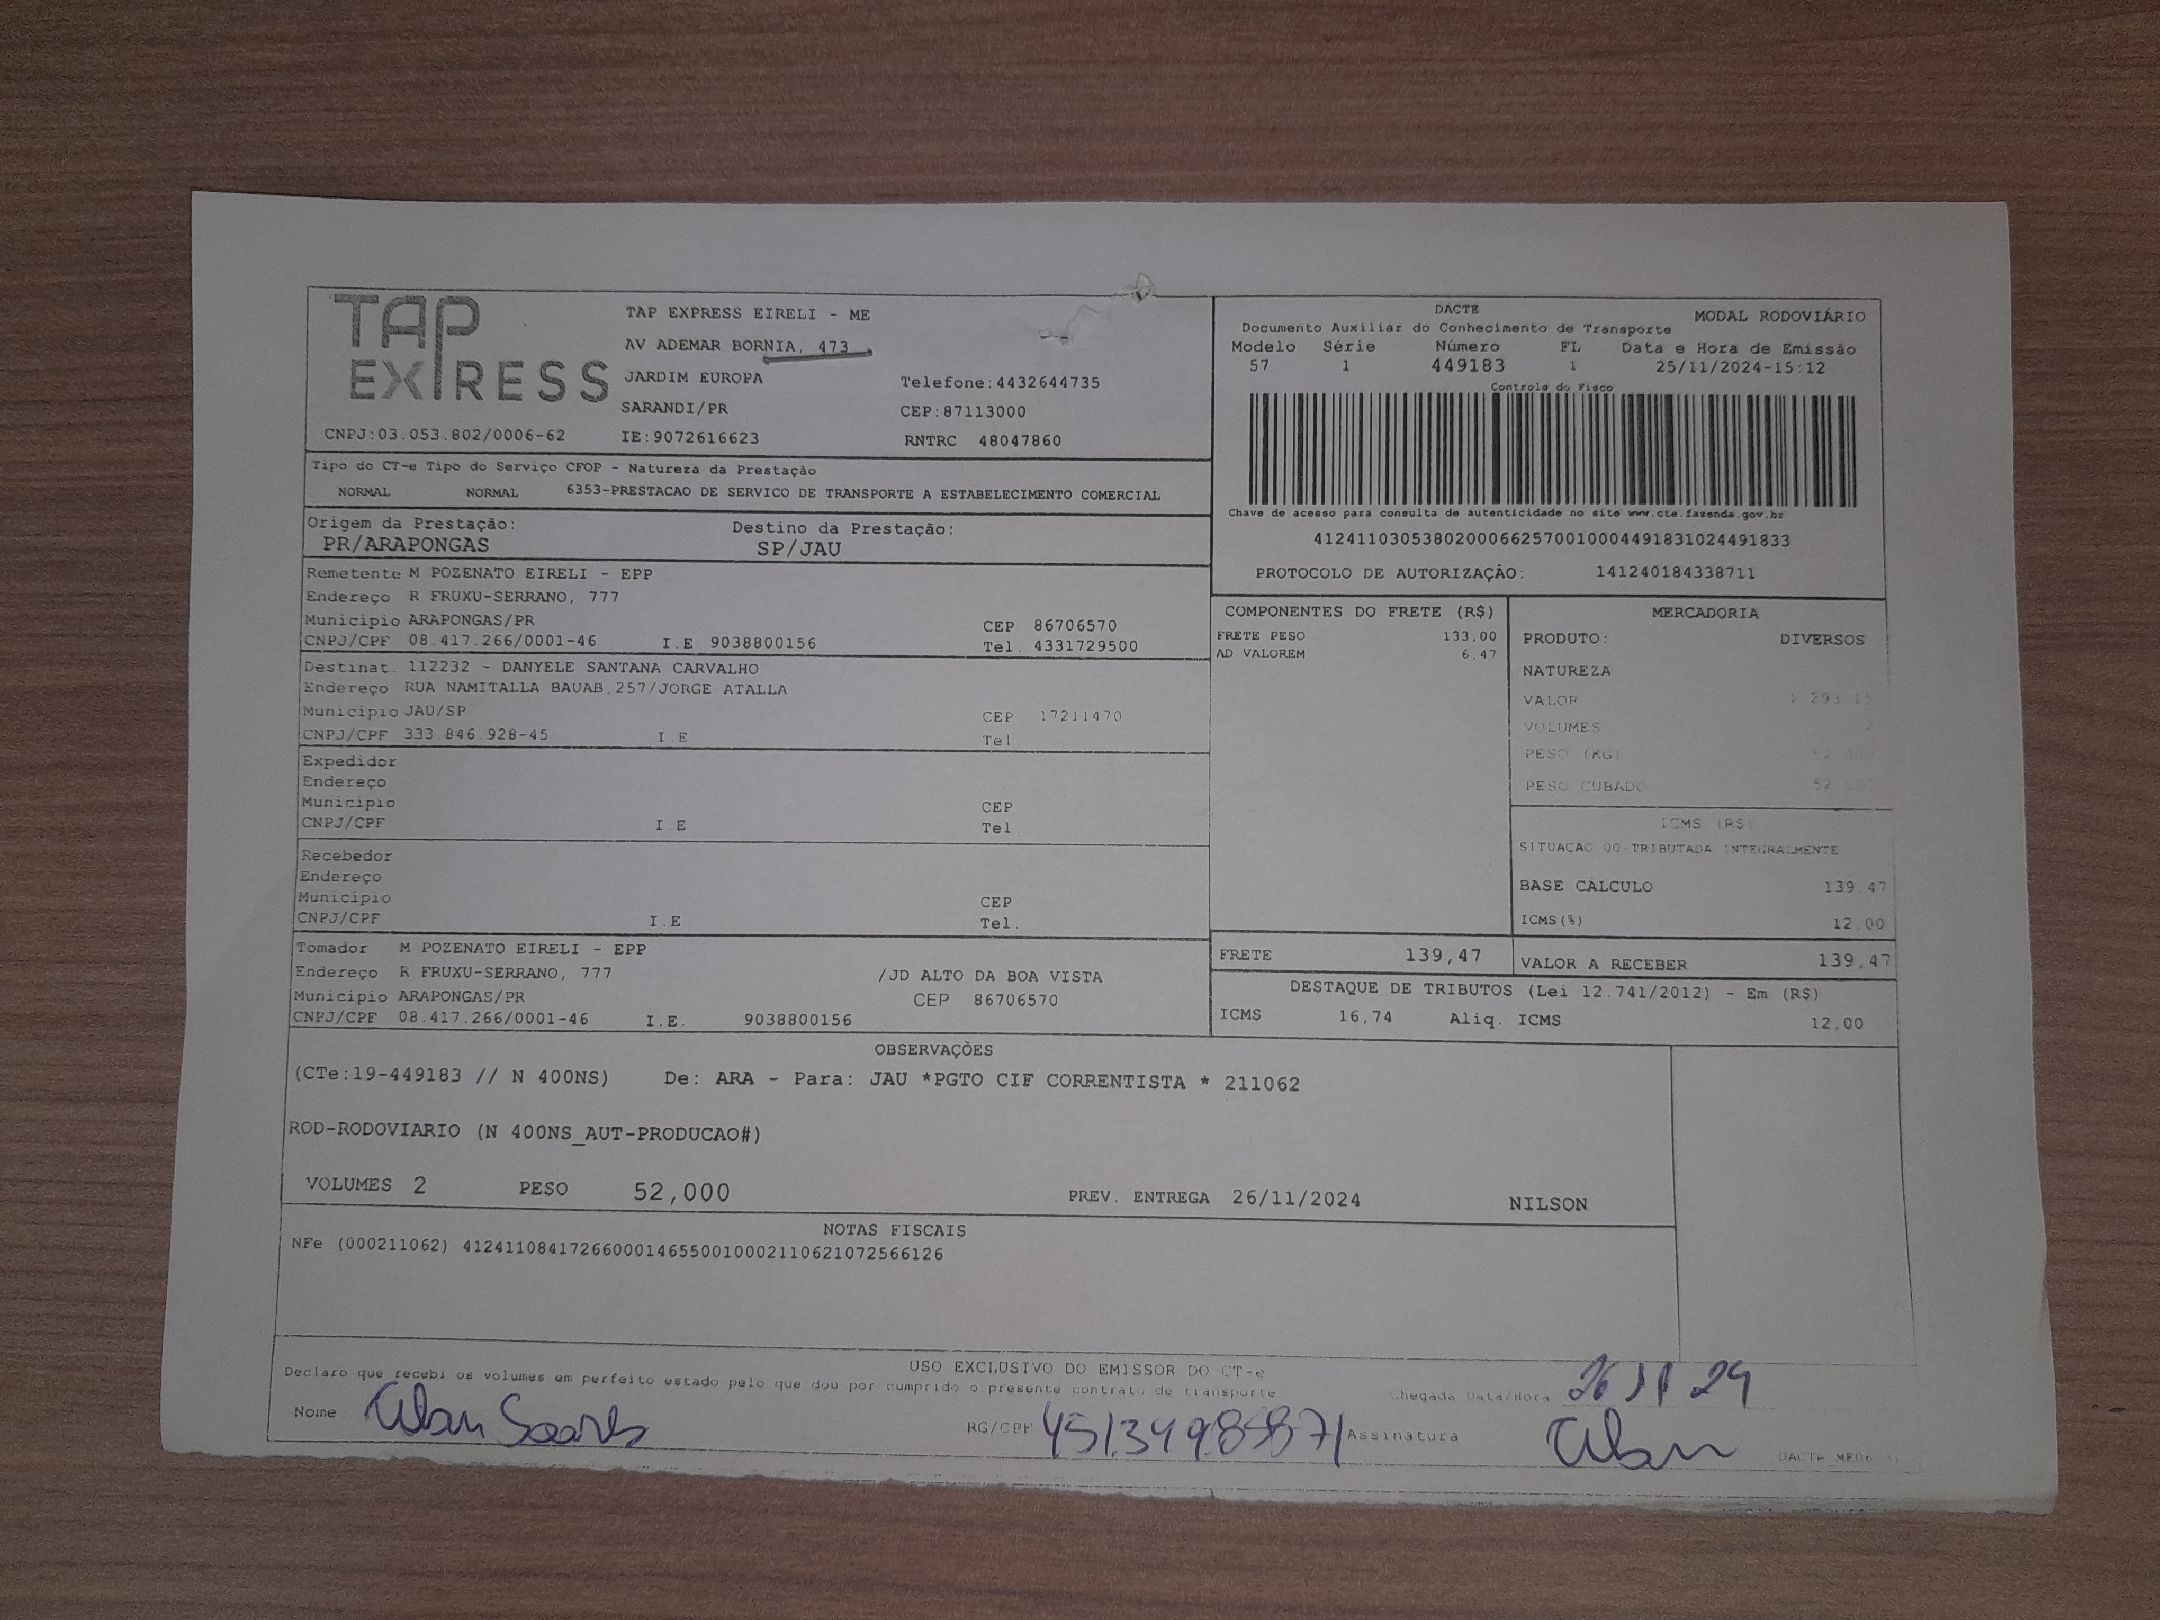 TAP
EXPRESS
TAP EXPRESS EIRELI - ME
AV ADEMAR BORNIA, 473
JARDIM EUROPA
Telefone:4432644735
SARANDI/PR
CEP:87113000
CNPJ:03.053.802/0006-62
IE:9072616623
RNTRC 48047860
DACTE
MODAL RODOVIÁRIO
Documento Auxiliar do Conhecimento de Transporte
Modelo Série Número FL Data e Hora de Emissão
57 1 449183 1 25/11/2024-15:12
Controle do Fisco
Chave de acesso para consulta de autenticidade no site www.cte.fazenda.gov.br
41241103053802000662570010004491831024491833
PROTOCOLO DE AUTORIZAÇÃO: 141240184338711
Tipo do CT-e Tipo do Serviço CFOP - Natureza da Prestação
NORMAL NORMAL 6353-PRESTACAO DE SERVICO DE TRANSPORTE A ESTABELECIMENTO COMERCIAL
Origem da Prestação: Destino da Prestação:
PR/ARAPONGAS SP/JAU
Remetente M POZENATO EIRELI - EPP
Endereço R FRUXU-SERRANO, 777
Município ARAPONGAS/PR CEP 86706570
CNPJ/CPF 08.417.266/0001-46 I.E 9038800156 Tel. 4331729500
Destinat. 112232 - DANYELE SANTANA CARVALHO
Endereço RUA NAMITALLA BAUAB,257/JORGE ATALLA
Município JAU/SP CEP 17211470
CNPJ/CPF 333.846.928-45 I.E Tel.
Expedidor
Endereço
Município CEP
CNPJ/CPF I.E Tel.
Recebedor
Endereço
Município CEP
CNPJ/CPF I.E Tel.
Tomador M POZENATO EIRELI - EPP
Endereço R FRUXU-SERRANO, 777 /JD ALTO DA BOA VISTA
Município ARAPONGAS/PR CEP 86706570
CNPJ/CPF 08.417.266/0001-46 I.E. 9038800156
COMPONENTES DO FRETE (R$)
FRETE PESO 133,00
AD VALOREM 6,47
MERCADORIA
PRODUTO: DIVERSOS
NATUREZA
VALOR
VOLUMES 2
PESO (KG)
PESO CUBADO
ICMS (R$)
SITUACAO 00-TRIBUTADA INTEGRALMENTE
BASE CÁLCULO 139,47
ICMS(%) 12.00
FRETE 139,47
VALOR A RECEBER 139,47
DESTAQUE DE TRIBUTOS (Lei 12.741/2012) - Em (R$)
ICMS 16,74 Aliq. ICMS 12,00
OBSERVAÇÕES
(CTe:19-449183 // N 400NS) De: ARA - Para: JAU *PGTO CIF CORRENTISTA * 211062
ROD-RODOVIARIO (N 400NS_AUT-PRODUCAO#)
VOLUMES 2 PESO 52,000 PREV. ENTREGA 26/11/2024 NILSON
NOTAS FISCAIS
NFe (000211062) 41241108417266000146550010002110621072566126
USO EXCLUSIVO DO EMISSOR DO CT-e
Declaro que recebi os volumes em perfeito estado pelo que dou por cumprido o presente contrato de transporte
Chegada Data/Hora 26 11 24
Nome
RG/CPF
Assinatura
DACTe